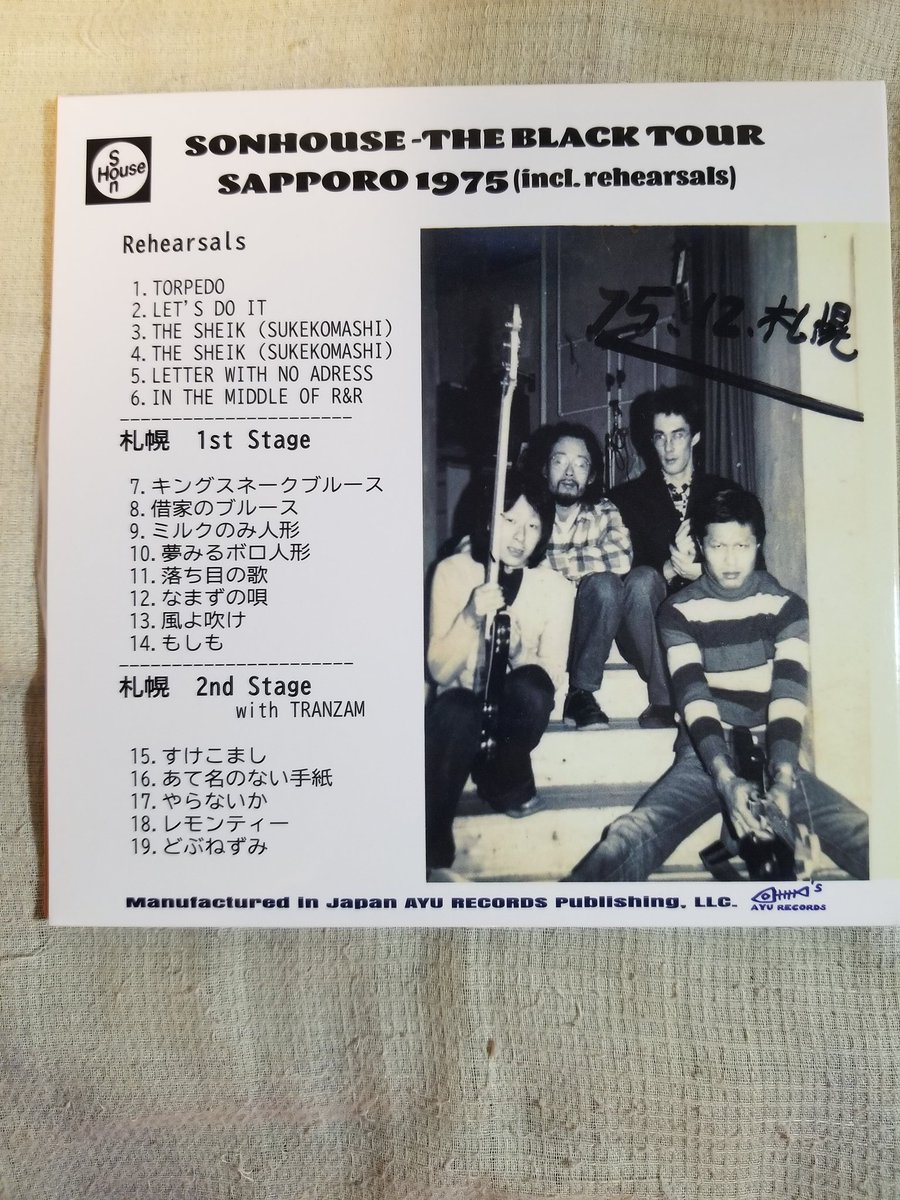 Son House
SONHOUSE -THE BLACK TOUR
SAPPORO 1975 (incl. rehearsals)
Rehearsals
1. TORPEDO
2. LET'S DO IT
3. THE SHEIK (SUKEKOMASHI)
4. THE SHEIK (SUKEKOMASHI)
5. LETTER WITH NO ADRESS
6. IN THE MIDDLE OF R&R
札幌 1st Stage
7. キングスネークブルース
8. 借家のブルース
9. ミルクのみ人形
10. 夢みるボロ人形
11. 落ち目の歌
12. なまずの唄
13. 風よ吹け
14. もしも
札幌 2nd Stage
with TRANZAM
15. すけこまし
16. あて名のない手紙
17. やらないか
18. レモンティー
19. どぶねずみ
75.12.札幌
Manufactured in Japan AYU RECORDS Publishing, LLC.
's
AYU RECORDS